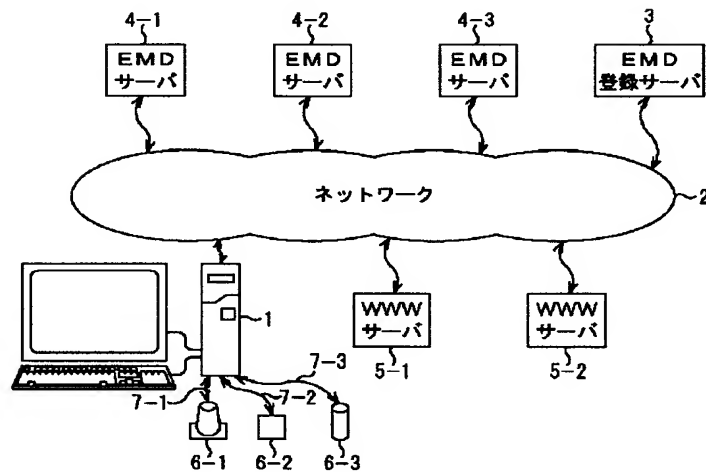 4-1
4-2
4-3
3
EMD
サーバ
EMD
サーバ
EMD
サーバ
EMD
登録サーバ
ネットワーク
2
1
WWW
サーバ
WWW
サーバ
5-1
5-2
7-3
7-1
7-2
6-1
6-2
6-3